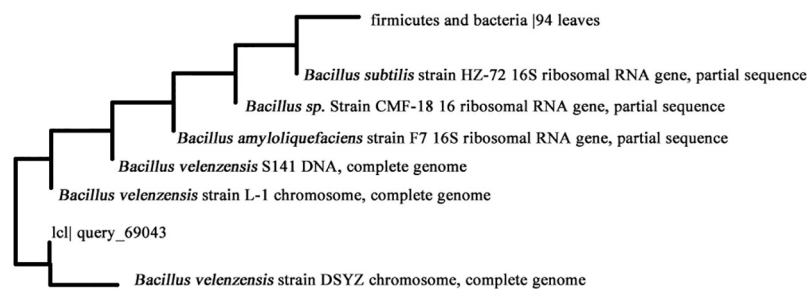 firmicutes and bacteria |94 leaves
Bacillus subtilis strain HZ-72 16S ribosomal RNA gene, partial sequence
Bacillus sp. Strain CMF-18 16 ribosomal RNA gene, partial sequence
Bacillus amyloliquefaciens strain F7 16S ribosomal RNA gene, partial sequence
Bacillus velenzensis S141 DNA, complete genome
Bacillus velenzensis strain L-1 chromosome, complete genome
lcl| query_69043
Bacillus velenzensis strain DSYZ chromosome, complete genome